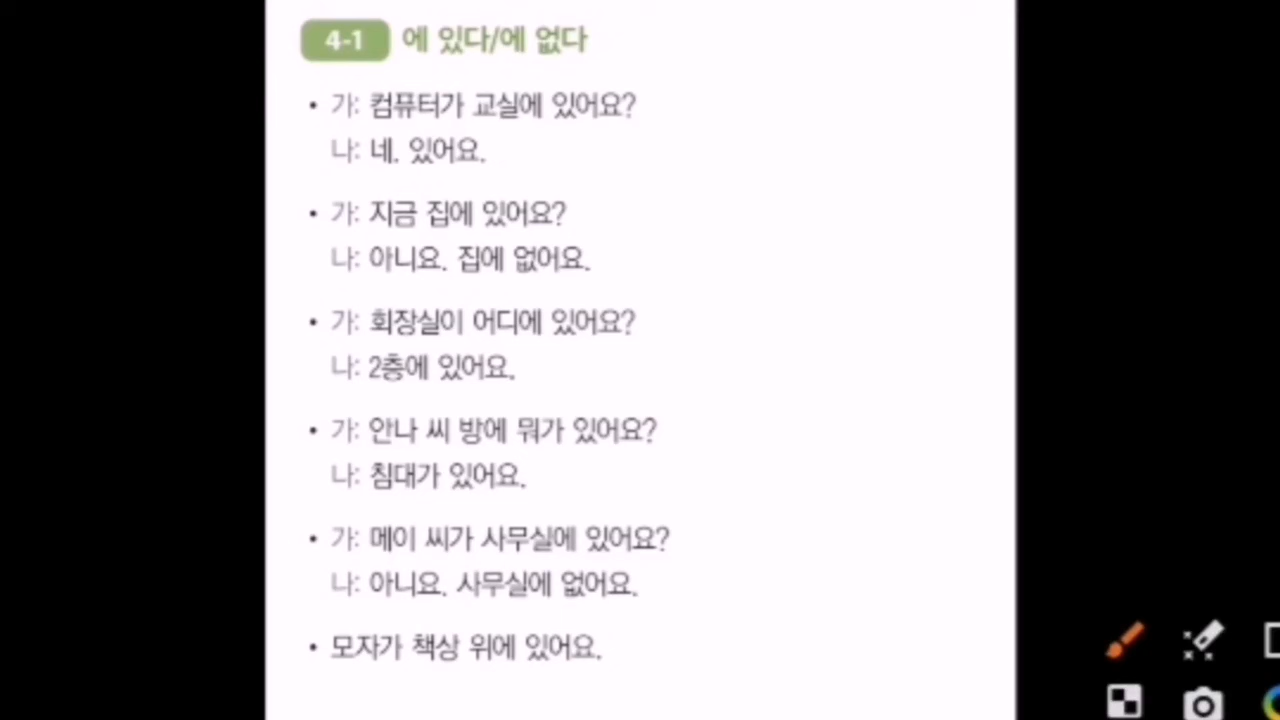 4-1 에 있다/에 없다
• 가: 컴퓨터가 교실에 있어요?
나: 네. 있어요.
• 가: 지금 집에 있어요?
나: 아니요. 집에 없어요.
• 가: 회장실이 어디에 있어요?
나: 2층에 있어요.
• 가: 안나 씨 방에 뭐가 있어요?
나: 침대가 있어요.
• 가: 메이 씨가 사무실에 있어요?
나: 아니요. 사무실에 없어요.
• 모자가 책상 위에 있어요.